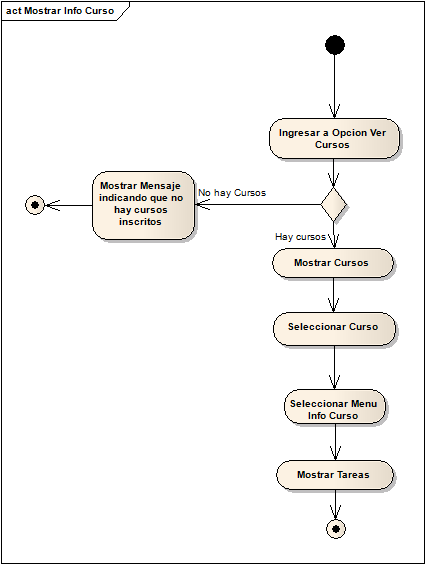 act Mostrar Info Curso
Ingresar a Opcion Ver
Cursos
No hay Cursos
Mostrar Mensaje
indicando que no
hay cursos
inscritos
Hay cursos
Mostrar Cursos
Seleccionar Curso
Seleccionar Menu
Info Curso
Mostrar Tareas